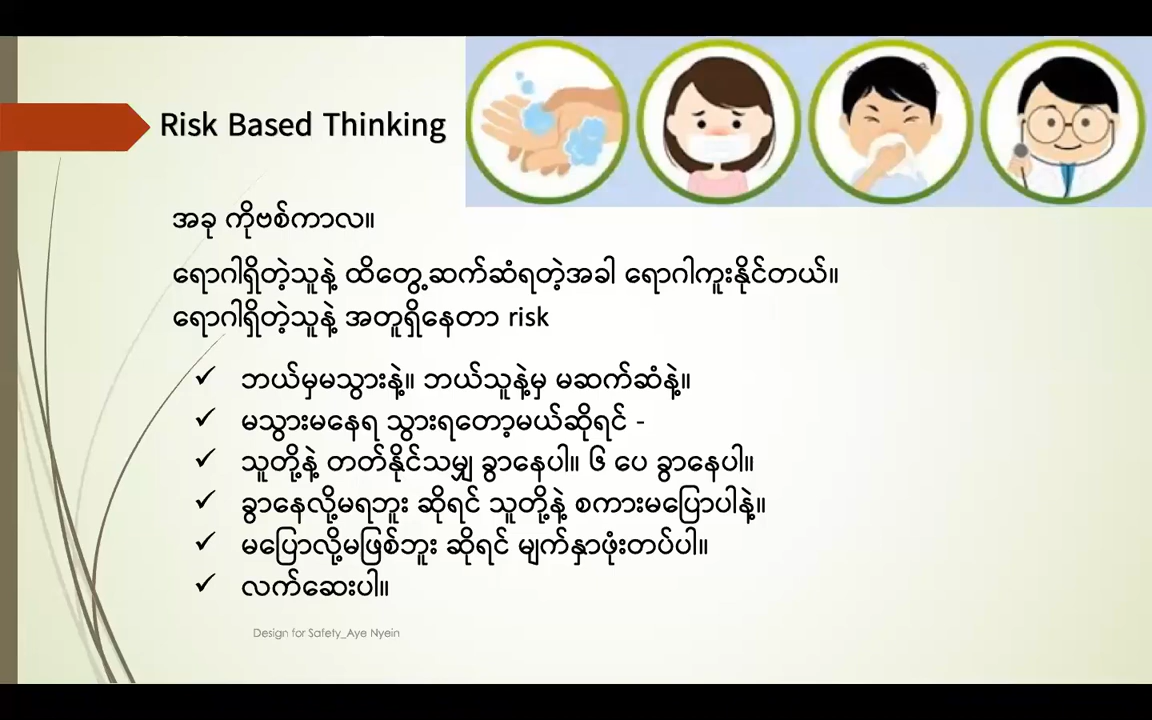 Risk Based Thinking
အခု ကိုဗစ်ကာလ။
ရောဂါရှိတဲ့သူနဲ့ ထိတွေ့ဆက်ဆံရတဲ့အခါ ရောဂါကူးနိုင်တယ်။
ရောဂါရှိတဲ့သူနဲ့ အတူရှိနေတာ risk
✓ ဘယ်မှမသွားနဲ့။ ဘယ်သူနဲ့မှ မဆက်ဆံနဲ့။
✓ မသွားမနေရ သွားရတော့မယ်ဆိုရင် -
✓ သူတို့နဲ့ တတ်နိုင်သမျှ ခွာနေပါ။ ၆ ပေ ခွာနေပါ။
✓ ခွာနေလို့မရဘူး ဆိုရင် သူတို့နဲ့ စကားမပြောပါနဲ့။
✓ မပြောလို့မဖြစ်ဘူး ဆိုရင် မျက်နှာဖုံးတပ်ပါ။
✓ လက်ဆေးပါ။
Design for Safety_Aye Nyein